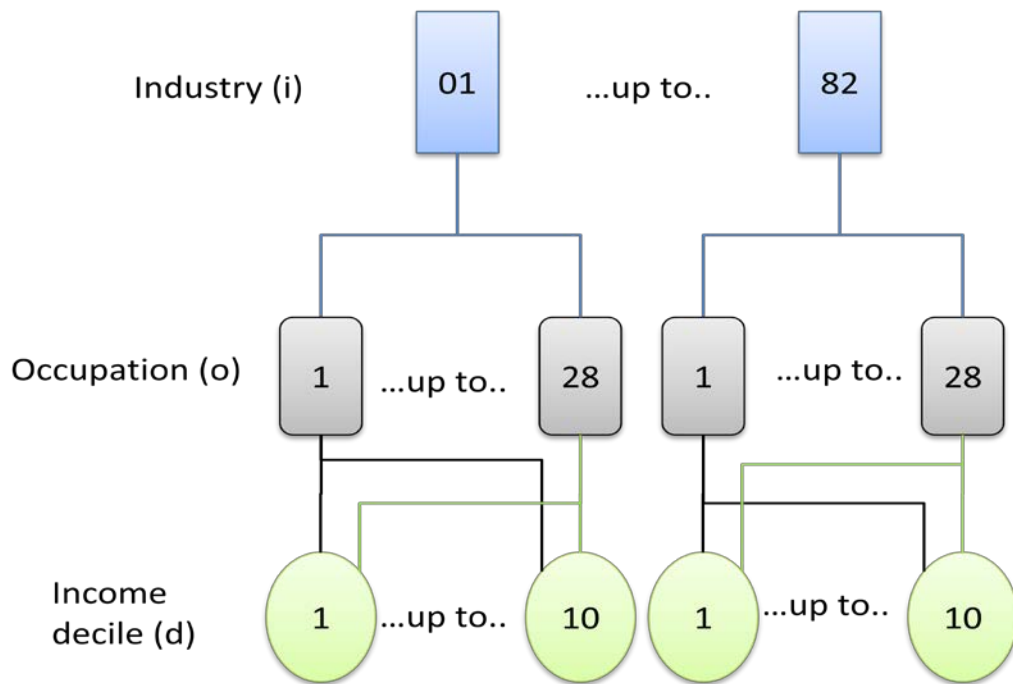 Industry (i) 01 ...up to.. 82
Occupation (o) 1 ...up to.. 28 1 ...up to.. 28
Income
decile (d) 1 ...up to.. 10 1 ...up to.. 10